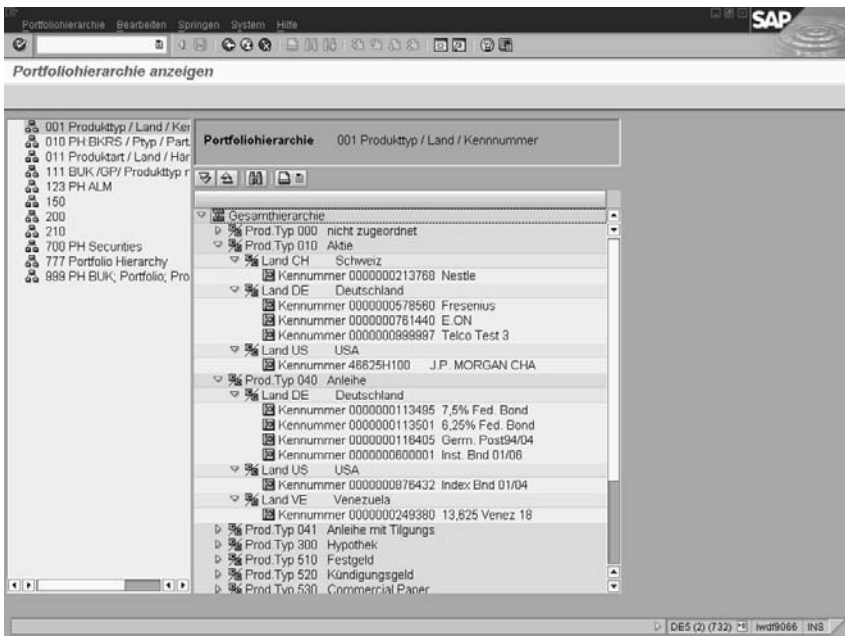 Portfoliohierarchie Bearbeiten Springen System Hilfe
SAP
Portfoliohierarchie anzeigen
001 Produkttyp / Land / Ker
010 PH:BKRS / Ptyp / Part.
011 Produktart / Land / Har
111 BUK /GP/ Produkttyp r
123 PH ALM
150
200
210
700 PH Securities
777 Portfolio Hierarchy
999 PH BUK; Portfolio; Pro
Portfoliohierarchie 001 Produkttyp / Land / Kennnummer
Gesamthierarchie
Prod.Typ 000 nicht zugeordnet
Prod.Typ 010 Aktie
Land CH Schweiz
Kennummer 0000000213768 Nestle
Land DE Deutschland
Kennummer 0000000578560 Fresenius
Kennummer 0000000761440 E.ON
Kennummer 0000000999997 Telco Test 3
Land US USA
Kennummer 46625H100 J.P. MORGAN CHA
Prod.Typ 040 Anleihe
Land DE Deutschland
Kennummer 0000000113495 7,5% Fed. Bond
Kennummer 0000000113501 6,25% Fed. Bond
Kennummer 0000000116405 Germ. Post94/04
Kennummer 0000000600001 Inst. Bnd 01/06
Land US USA
Kennummer 0000000876432 Index Bnd 01/04
Land VE Venezuela
Kennummer 0000000249380 13,625 Venez 18
Prod.Typ 041 Anleihe mit Tilgungs
Prod.Typ 300 Hypothek
Prod.Typ 510 Festgeld
Prod.Typ 520 Kündigungsgeld
Prod.Typ 530 Commercial Paper
DE5 (2) (732) iwdf9066 INS